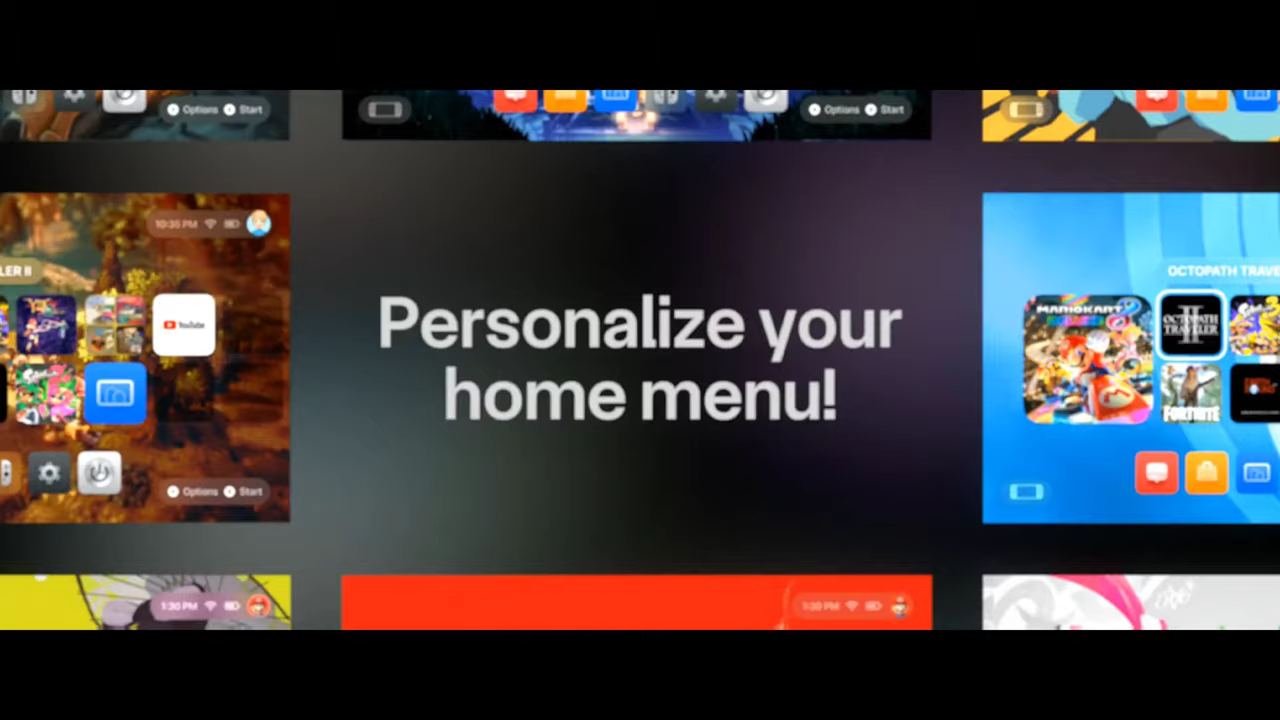 Options Start
Options Start
10:35 PM
LER II
YouTube
Options Start
Personalize your
home menu!
OCTOPATH TRAVE
MARIOKART 8
OCTOPATH
II
TRAVELER
FORTNITE
1:30 PM
1:30 PM